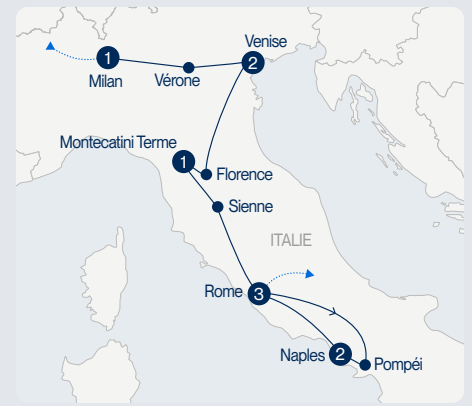 Venise
2
1
Milan
Vérone
Montecatini Terme
1
Florence
Sienne
ITALIE
Rome
3
Naples
2
Pompéi